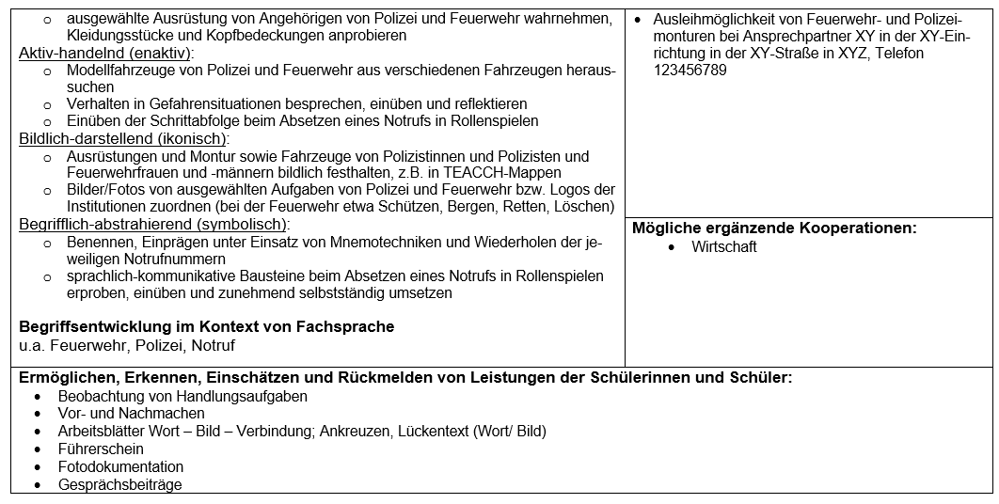 o ausgewählte Ausrüstung von Angehörigen von Polizei und Feuerwehr wahrnehmen,
Kleidungsstücke und Kopfbedeckungen anprobieren
Aktiv-handelnd (enaktiv):
o Modellfahrzeuge von Polizei und Feuerwehr aus verschiedenen Fahrzeugen heraus-
suchen
o Verhalten in Gefahrensituationen besprechen, einüben und reflektieren
o Einüben der Schrittabfolge beim Absetzen eines Notrufs in Rollenspielen
Bildlich-darstellend (ikonisch):
o Ausrüstungen und Montur sowie Fahrzeuge von Polizistinnen und Polizisten und
Feuerwehrfrauen und -männern bildlich festhalten, z.B. in TEACCH-Mappen
o Bilder/Fotos von ausgewählten Aufgaben von Polizei und Feuerwehr bzw. Logos der
Institutionen zuordnen (bei der Feuerwehr etwa Schützen, Bergen, Retten, Löschen)
Begrifflich-abstrahierend (symbolisch):
o Benennen, Einprägen unter Einsatz von Mnemotechniken und Wiederholen der je-
weiligen Notrufnummern
o sprachlich-kommunikative Bausteine beim Absetzen eines Notrufs in Rollenspielen
erproben, einüben und zunehmend selbstständig umsetzen
Begriffsentwicklung im Kontext von Fachsprache
u.a. Feuerwehr, Polizei, Notruf
• Ausleihmöglichkeit von Feuerwehr- und Polizei-
monturen bei Ansprechpartner XY in der XY-Ein-
richtung in der XY-Straße in XYZ, Telefon
123456789
Mögliche ergänzende Kooperationen:
• Wirtschaft
Ermöglichen, Erkennen, Einschätzen und Rückmelden von Leistungen der Schülerinnen und Schüler:
• Beobachtung von Handlungsaufgaben
• Vor- und Nachmachen
• Arbeitsblätter Wort – Bild – Verbindung; Ankreuzen, Lückentext (Wort/ Bild)
• Führerschein
• Fotodokumentation
• Gesprächsbeiträge